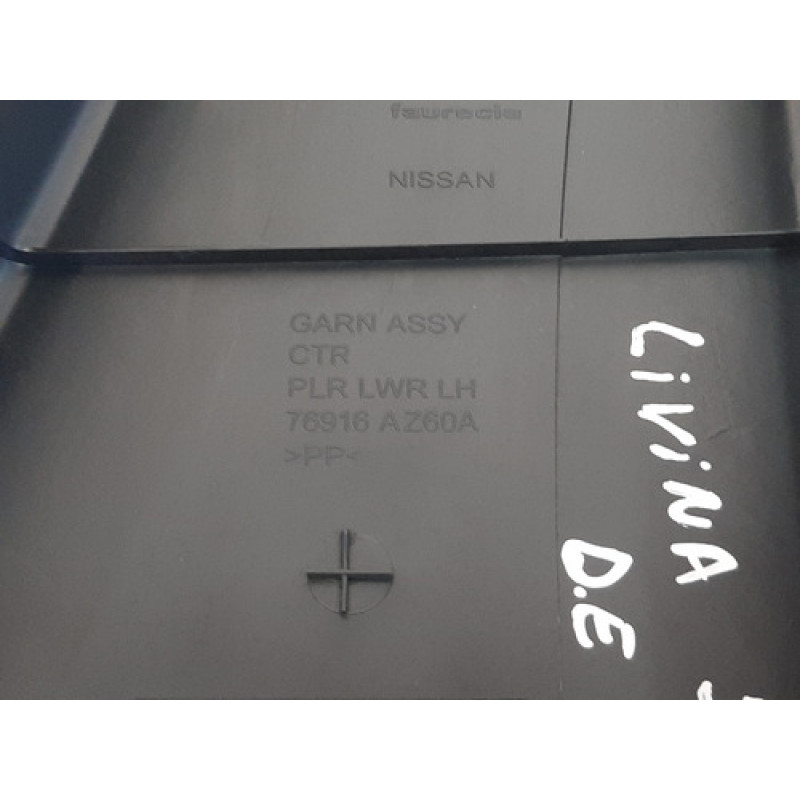 faurecia
NISSAN
GARN ASSY
CTR
PLR LWR LH
76916 AZ60A
>PP<
LiViNA
D.E